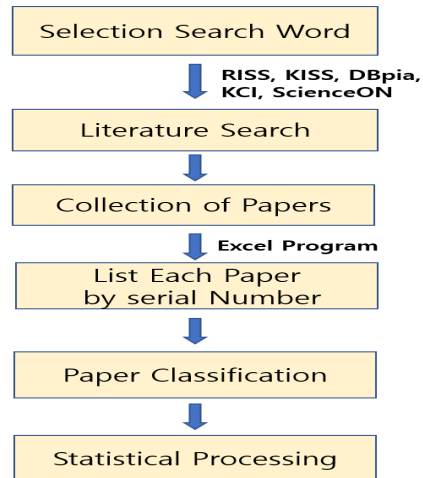 Selection Search Word
RISS, KISS, DBpia,
KCI, ScienceON
Literature Search
Collection of Papers
Excel Program
List Each Paper
by serial Number
Paper Classification
Statistical Processing